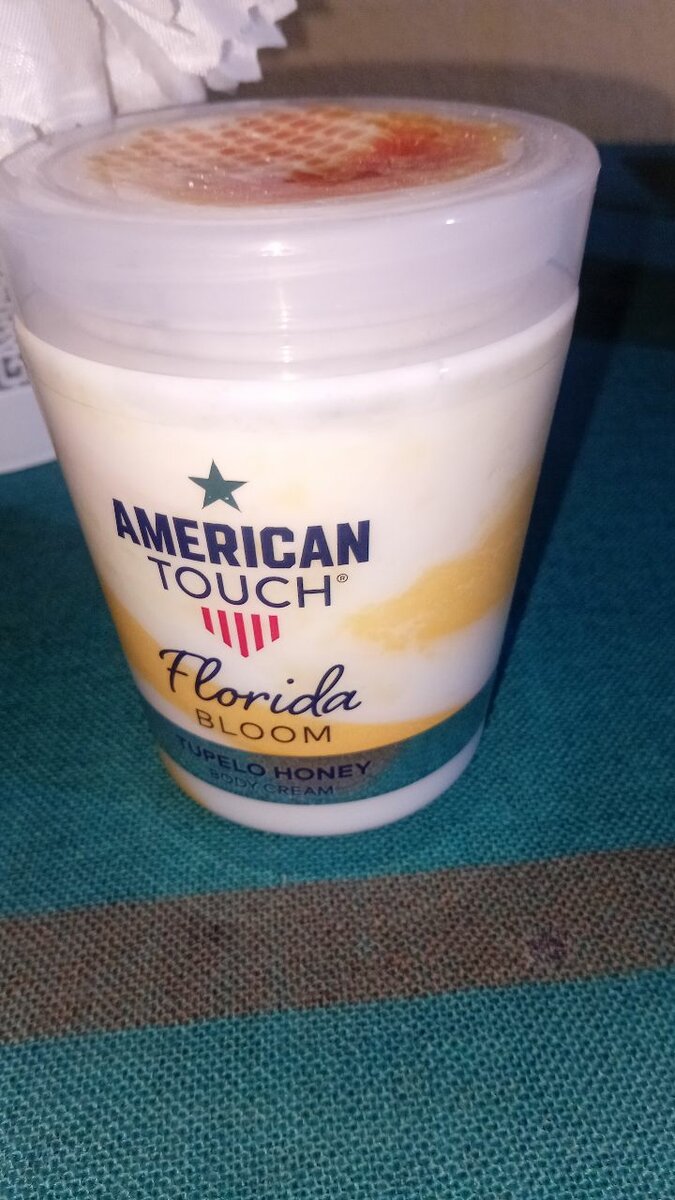 AMERICAN
TOUCH®
Florida
BLOOM
TUPELO HONEY
BODY CREAM